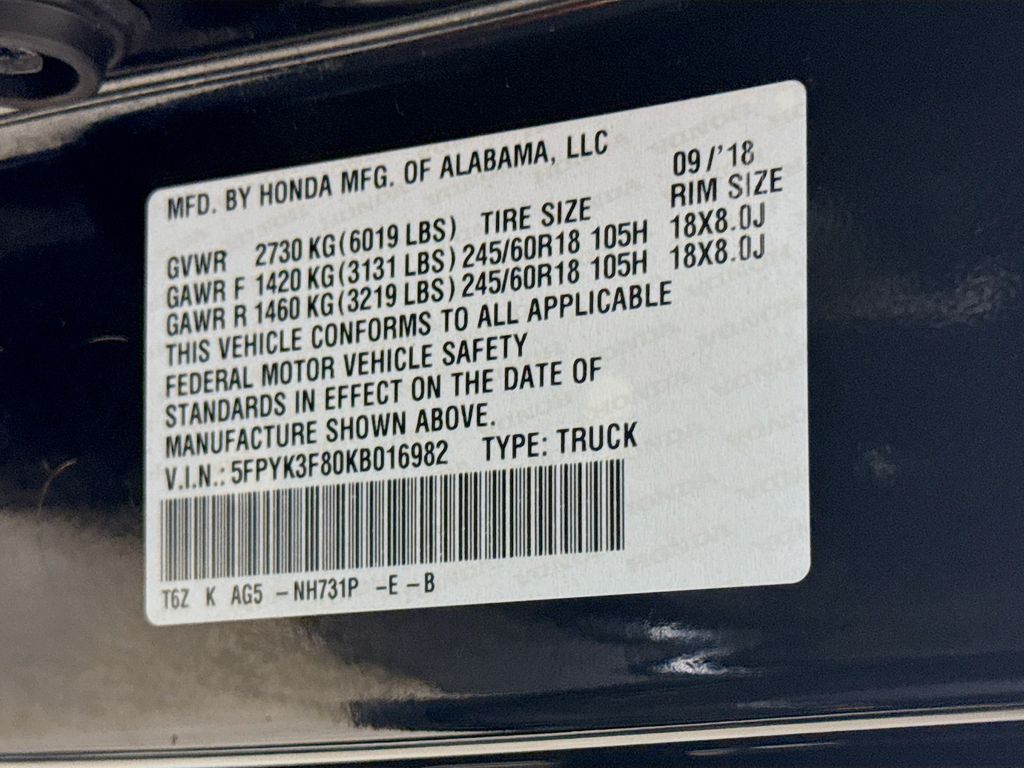 MFD. BY HONDA MFG. OF ALABAMA, LLC 09/'18
GVWR 2730 KG(6019 LBS) TIRE SIZE RIM SIZE
GAWR F 1420 KG(3131 LBS) 245/60R18 105H 18X8.0J
GAWR R 1460 KG(3219 LBS) 245/60R18 105H 18X8.0J
THIS VEHICLE CONFORMS TO ALL APPLICABLE
FEDERAL MOTOR VEHICLE SAFETY
STANDARDS IN EFFECT ON THE DATE OF
MANUFACTURE SHOWN ABOVE.
V.I.N.: 5FPYK3F80KB016982 TYPE: TRUCK
T6Z K AG5 -NH731P -E -B